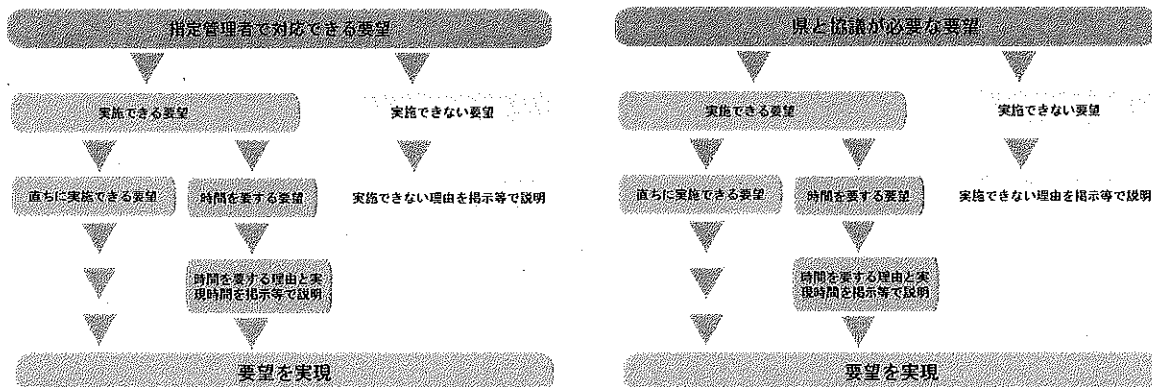 指定管理者で対応できる要望
実施できる要望
実施できない要望
直ちに実施できる要望
時間を要する要望
実施できない理由を掲示等で説明
時間を要する理由と実
現時間を掲示等で説明
要望を実現
県と協議が必要な要望
実施できる要望
実施できない要望
直ちに実施できる要望
時間を要する要望
実施できない理由を掲示等で説明
時間を要する理由と実
現時間を掲示等で説明
要望を実現